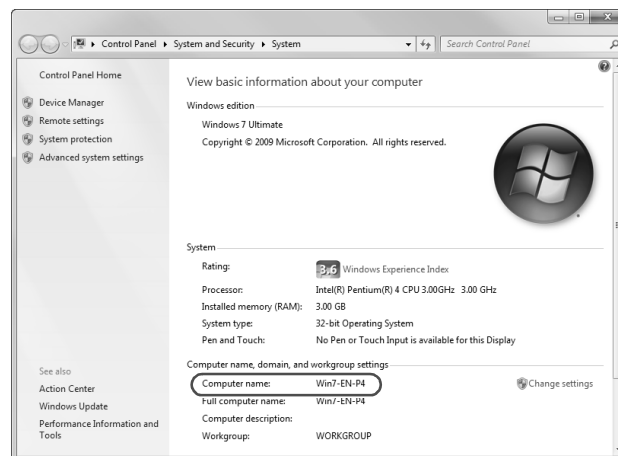 Control Panel ▸ System and Security ▸ System
Search Control Panel
Control Panel Home
Device Manager
Remote settings
System protection
Advanced system settings
See also
Action Center
Windows Update
Performance Information and
Tools
View basic information about your computer
Windows edition
Windows 7 Ultimate
Copyright © 2009 Microsoft Corporation. All rights reserved.
System
Rating: 3,6 Windows Experience Index
Processor: Intel(R) Pentium(R) 4 CPU 3.00GHz 3.00 GHz
Installed memory (RAM): 3.00 GB
System type: 32-bit Operating System
Pen and Touch: No Pen or Touch Input is available for this Display
Computer name, domain, and workgroup settings
Computer name: Win7-EN-P4 Change settings
Full computer name: Win7-EN-P4
Computer description:
Workgroup: WORKGROUP